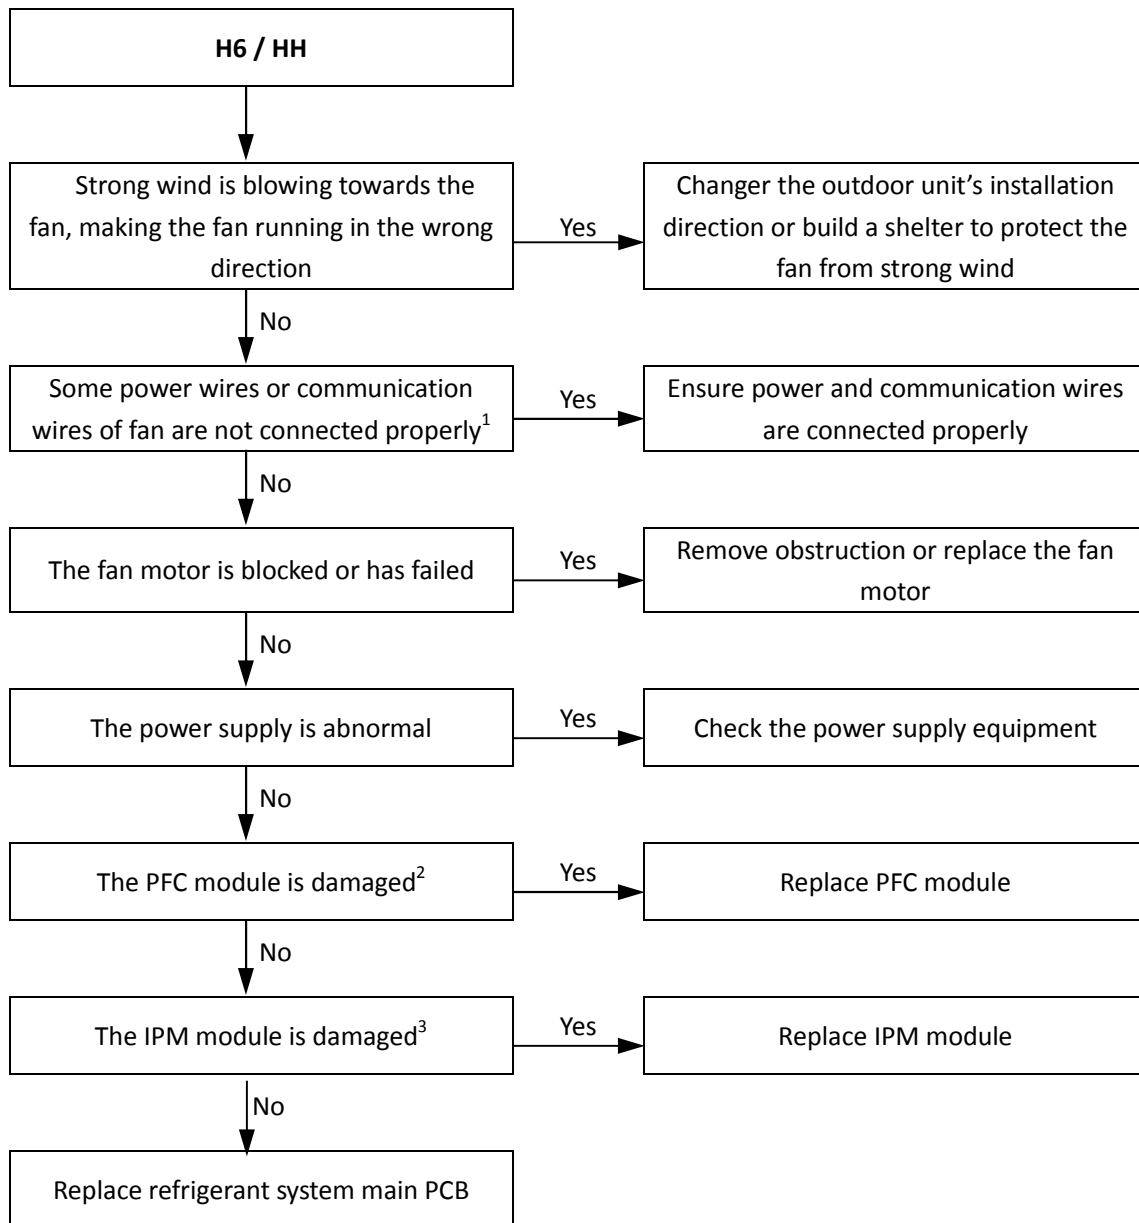 H6 / HH
Strong wind is blowing towards the
fan, making the fan running in the wrong
direction
Yes
Changer the outdoor unit’s installation
direction or build a shelter to protect the
fan from strong wind
No
Some power wires or communication
wires of fan are not connected properly1
Yes
Ensure power and communication wires
are connected properly
No
The fan motor is blocked or has failed
Yes
Remove obstruction or replace the fan
motor
No
The power supply is abnormal
Yes
Check the power supply equipment
No
The PFC module is damaged2
Yes
Replace PFC module
No
The IPM module is damaged3
Yes
Replace IPM module
No
Replace refrigerant system main PCB